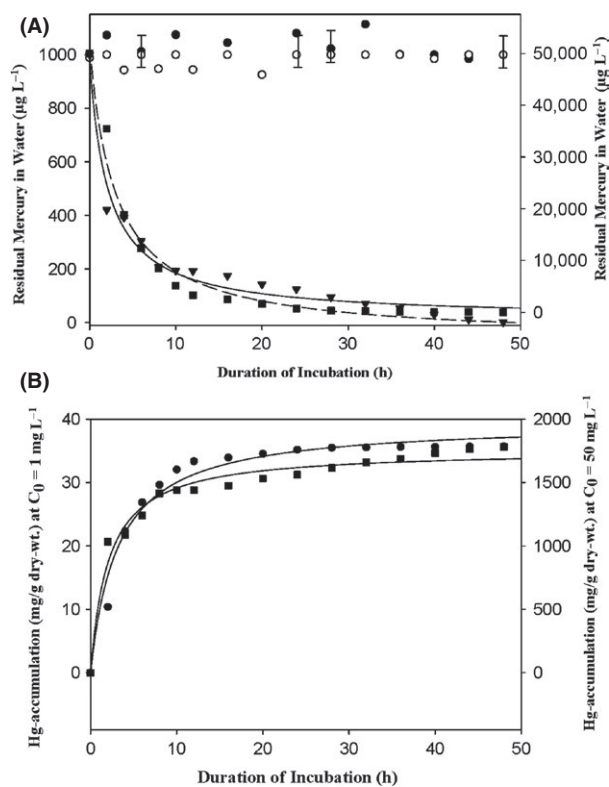 (A)
Residual Mercury in Water (µg L⁻¹)
1000
800
600
400
200
0
50,000
40,000
30,000
20,000
10,000
0
Residual Mercury in Water (µg L⁻¹)
0 10 20 30 40 50
Duration of Incubation (h)
(B)
Hg-accumulation (mg/g dry-wt.) at C₀ = 1 mg L⁻¹
40
30
20
10
0
2000
1500
1000
500
0
Hg-accumulation (mg/g dry-wt.) at C₀ = 50 mg L⁻¹
0 10 20 30 40 50
Duration of Incubation (h)